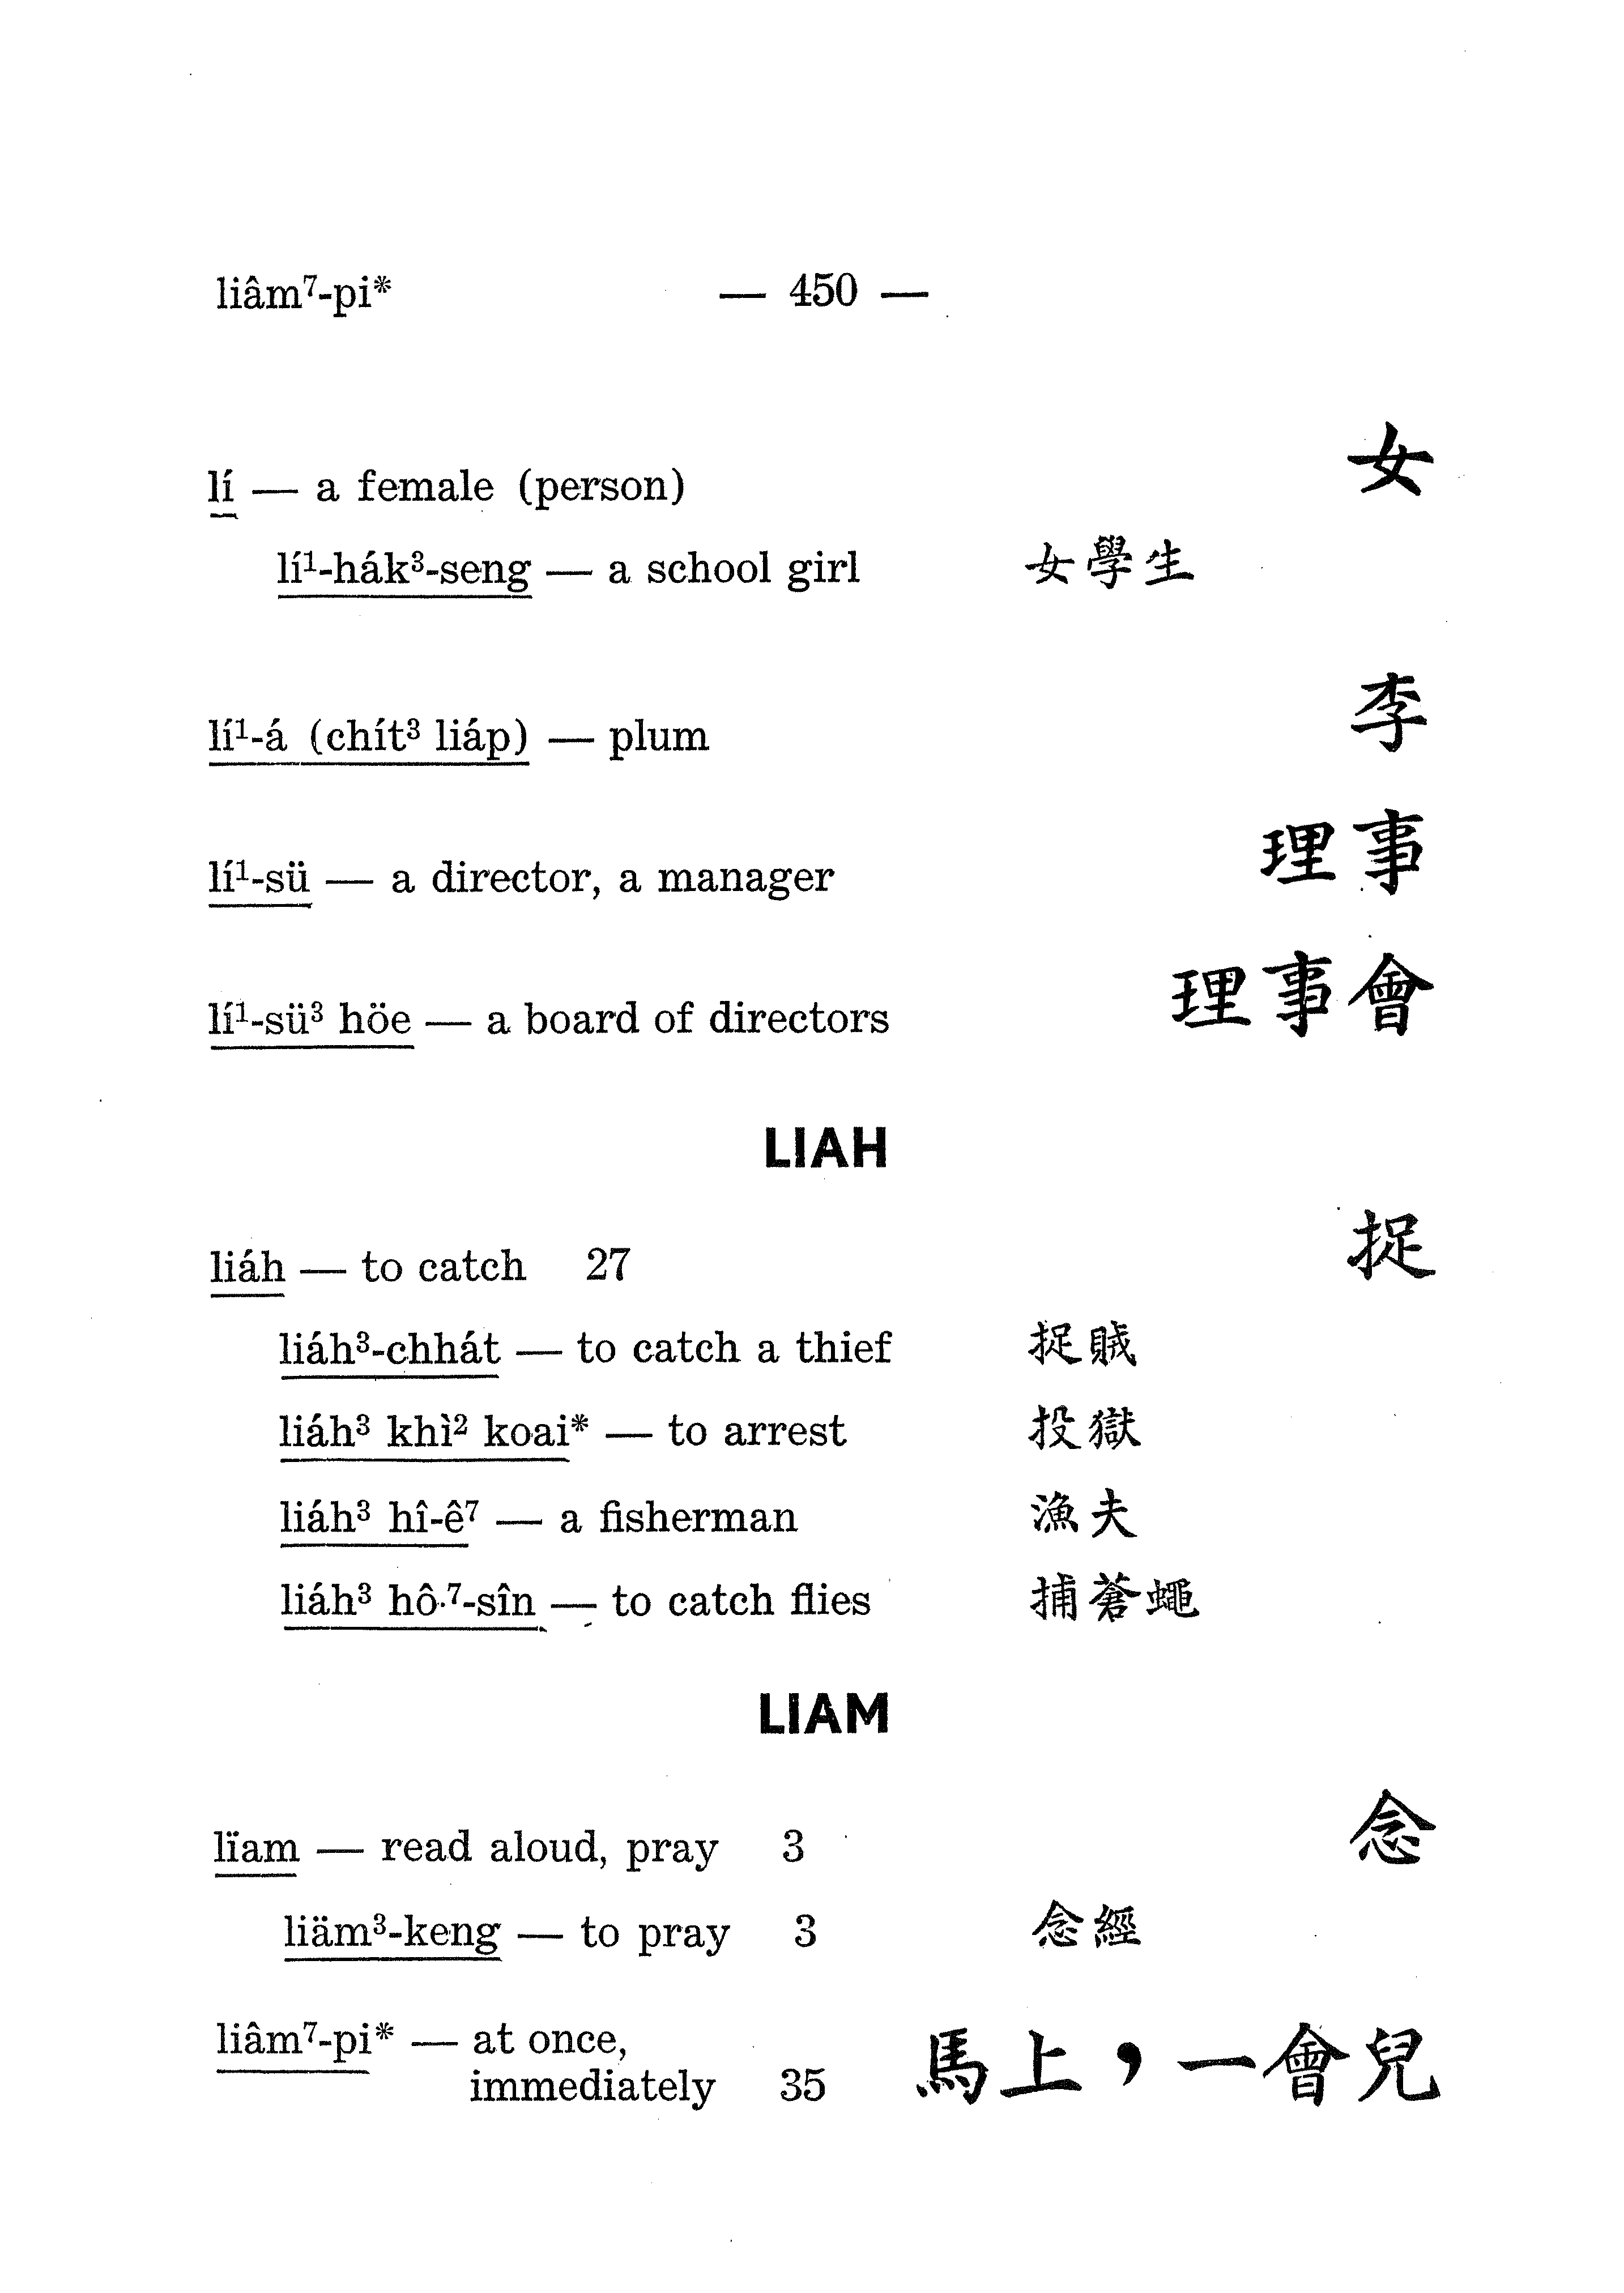 liâm⁷-pi* — 450 —
lí — a female (person) 女
lí¹-hák³-seng — a school girl 女學生
lí¹-á (chít³ liáp) — plum 李
lí¹-sü — a director, a manager 理事
lí¹-sü³ höe — a board of directors 理事會
LIAH
liáh — to catch 27 捉
liáh³-chhát — to catch a thief 捉賊
liáh³ khì² koai* — to arrest 投獄
liáh³ hî-ê⁷ — a fisherman 漁夫
liáh³ hô·⁷-sîn — to catch flies 捕蒼蠅
LIAM
lïam — read aloud, pray 3 念
liäm³-keng — to pray 3 念經
liâm⁷-pi* — at once, 馬上，一會兒
immediately 35